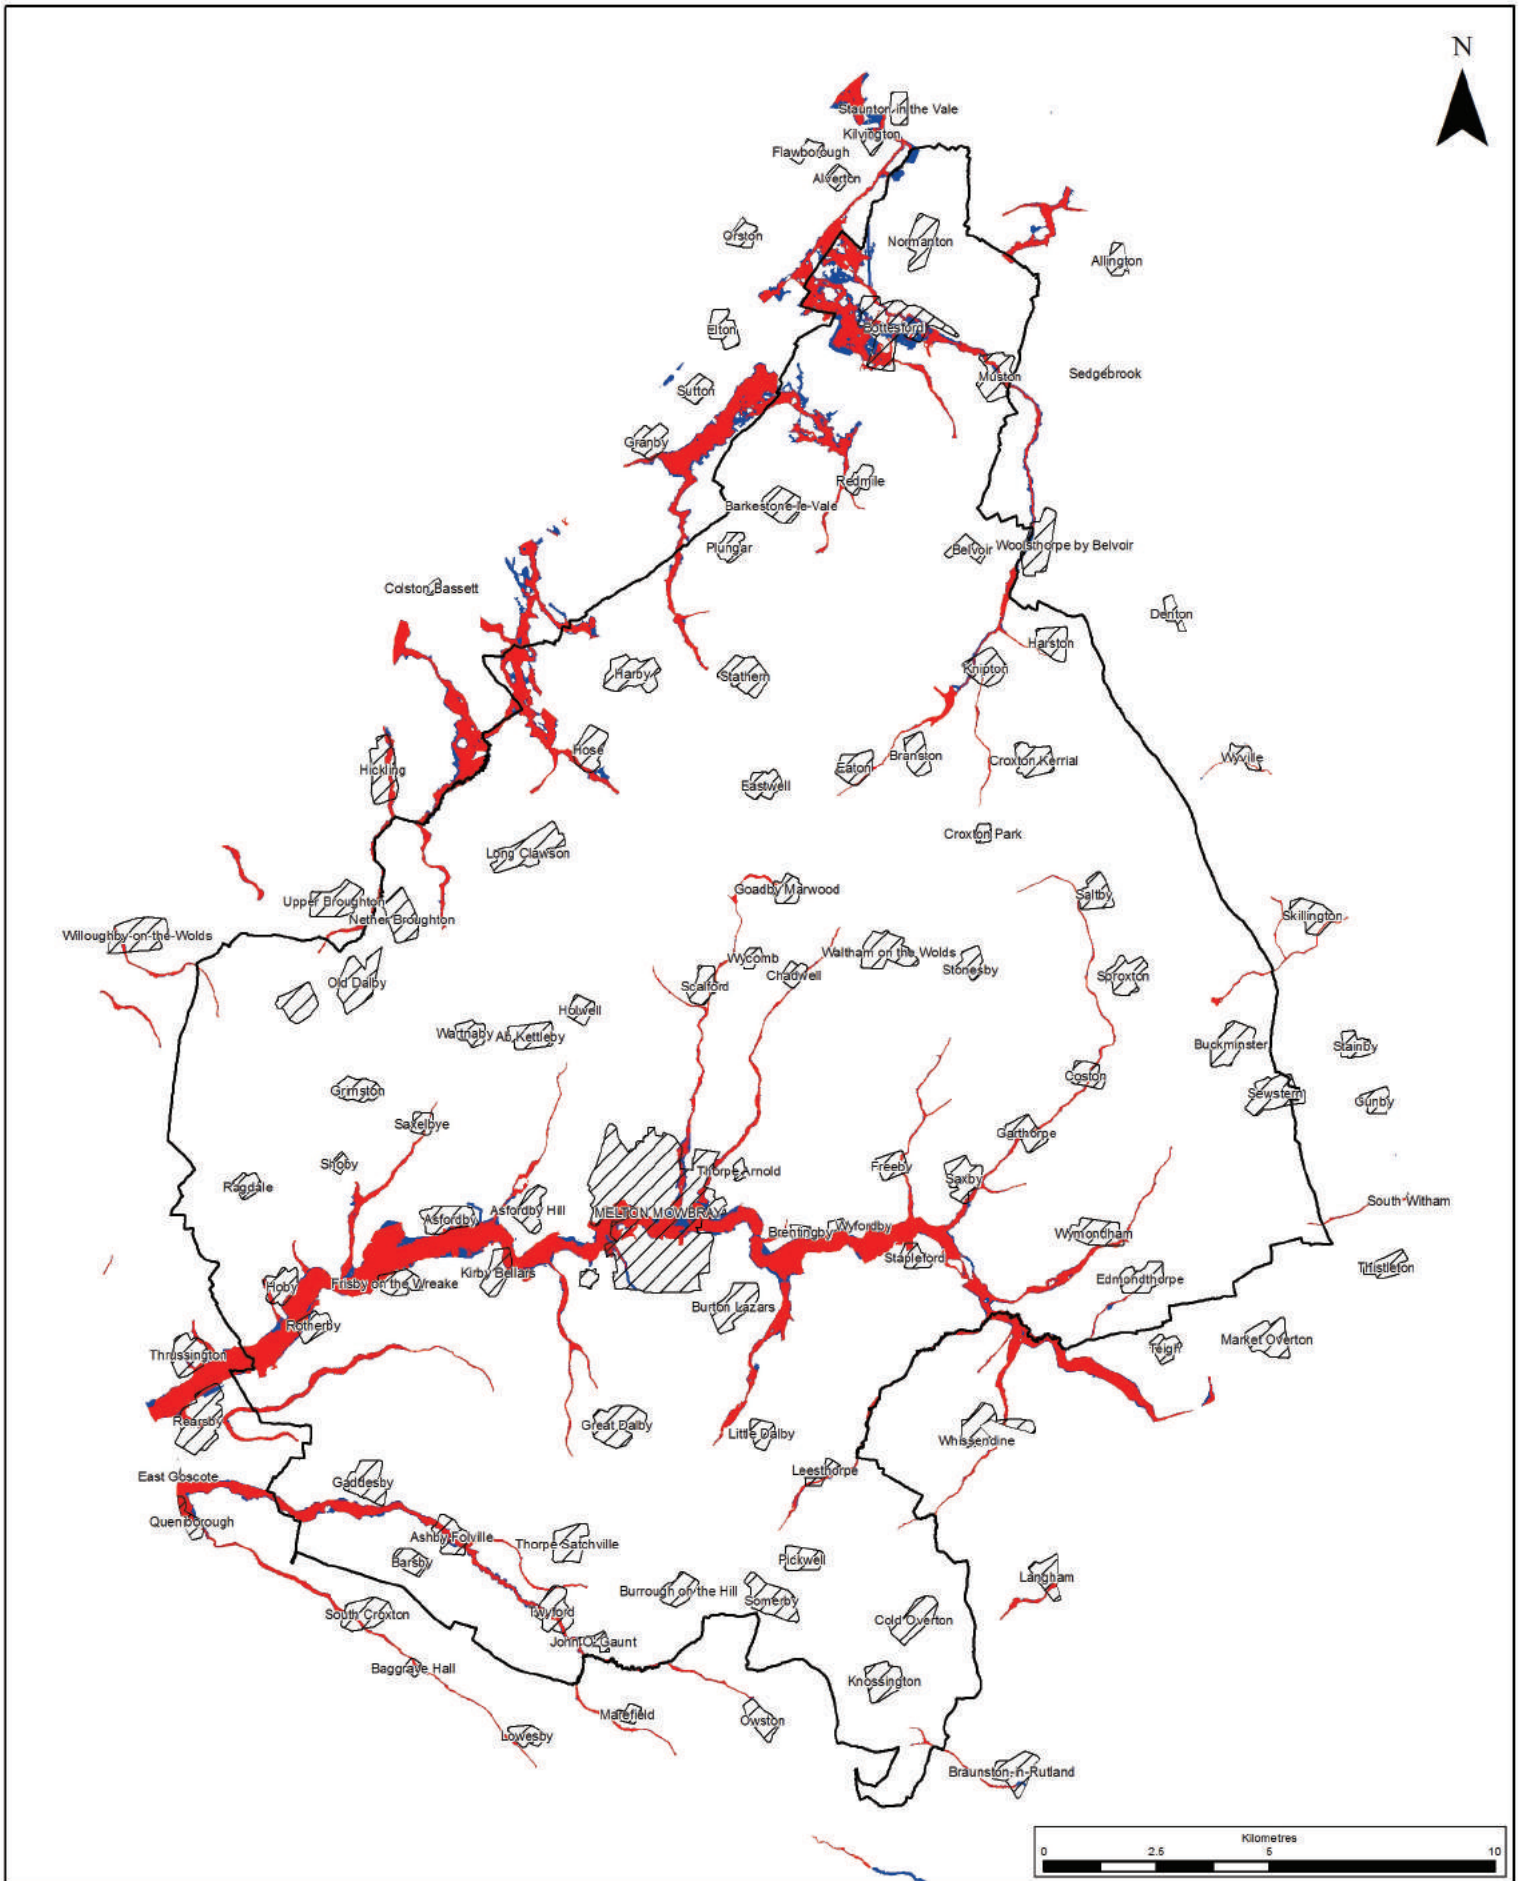 N
Staunton in the Vale
Kilvington
Flawborough
Alverton
Orston
Normanton
Allington
Elton
Bottesford
Muston
Sedgebrook
Sutton
Granby
Redmile
Barkestone-le-Vale
Plungar
Belvoir
Woolsthorpe by Belvoir
Colston Bassett
Denton
Harston
Knipton
Harby
Stathern
Hose
Hickling
Eaton
Branston
Croxton Kerrial
Wyville
Eastwell
Croxton Park
Long Clawson
Goadby Marwood
Saltby
Upper Broughton
Nether Broughton
Skillington
Willoughby-on-the-Wolds
Waltham on the Wolds
Wycomb
Chadwell
Stonesby
Sproxton
Old Dalby
Scalford
Holwell
Wartnaby
Ab Kettleby
Buckminster
Stainby
Coston
Grimston
Sewstern
Gunby
Saxelbye
Garthorpe
Shoby
Thorpe Arnold
Freeby
Saxby
Ragdale
South Witham
Asfordby
Asfordby Hill
MELTON MOWBRAY
Brentingby
Wyfordby
Wymondham
Stapleford
Thistleton
Kirby Bellars
Edmondthorpe
Hoby
Frisby on the Wreake
Burton Lazars
Rotherby
Market Overton
Teigh
Thrussington
Rearsby
Great Dalby
Little Dalby
Whissendine
Leesthorpe
East Goscote
Gaddesby
Queniborough
Ashby Folville
Thorpe Satchville
Barsby
Pickwell
Langham
Burrough on the Hill
Somerby
South Croxton
Twyford
Cold Overton
John O' Gaunt
Baggrave Hall
Knossington
Marefield
Owston
Lowesby
Braunston-in-Rutland
Kilometres
0 2.5 5 10